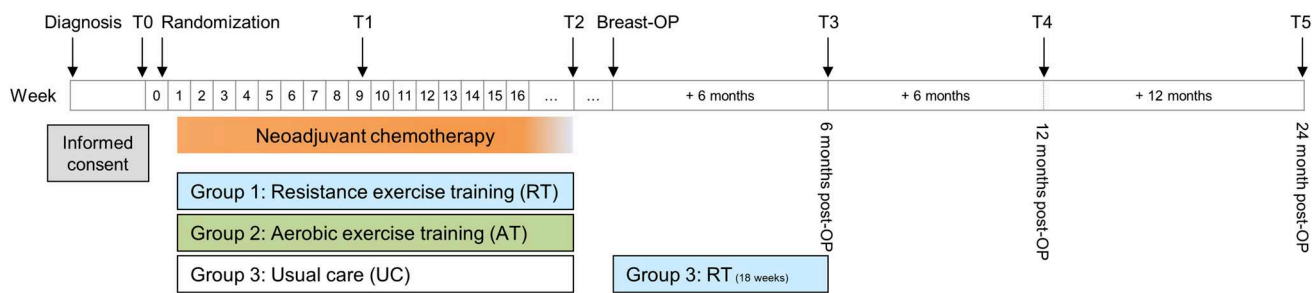 Diagnosis T0 Randomization T1 T2 Breast-OP T3 T4 T5
Week 0 1 2 3 4 5 6 7 8 9 10 11 12 13 14 15 16 ... ... + 6 months + 6 months + 12 months
Informed
consent
Neoadjuvant chemotherapy
Group 1: Resistance exercise training (RT)
Group 2: Aerobic exercise training (AT)
Group 3: Usual care (UC)
Group 3: RT (18 weeks)
6 months post-OP
12 months post-OP
24 month post-OP